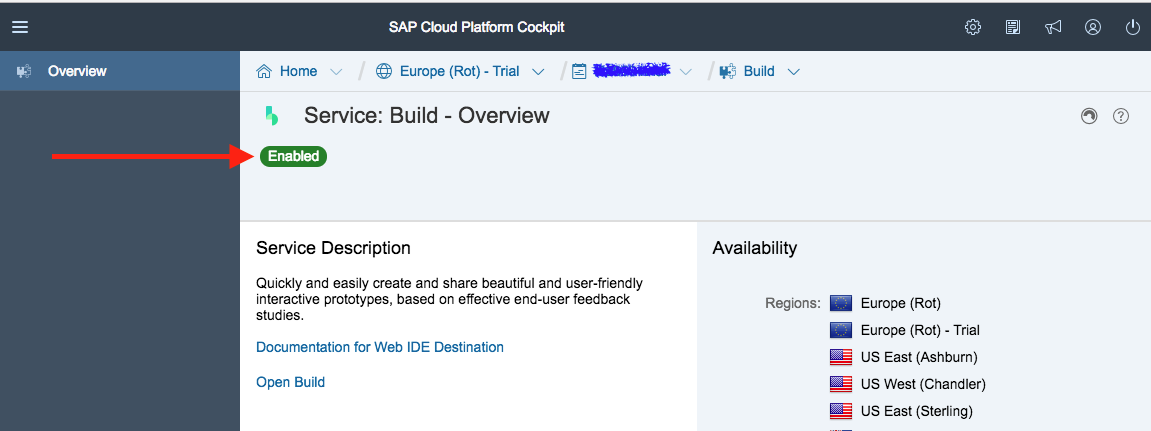 SAP Cloud Platform Cockpit
Overview
Home
Europe (Rot) - Trial
Build
Service: Build - Overview
Enabled
Service Description
Quickly and easily create and share beautiful and user-friendly
interactive prototypes, based on effective end-user feedback
studies.
Documentation for Web IDE Destination
Open Build
Availability
Regions:
Europe (Rot)
Europe (Rot) - Trial
US East (Ashburn)
US West (Chandler)
US East (Sterling)